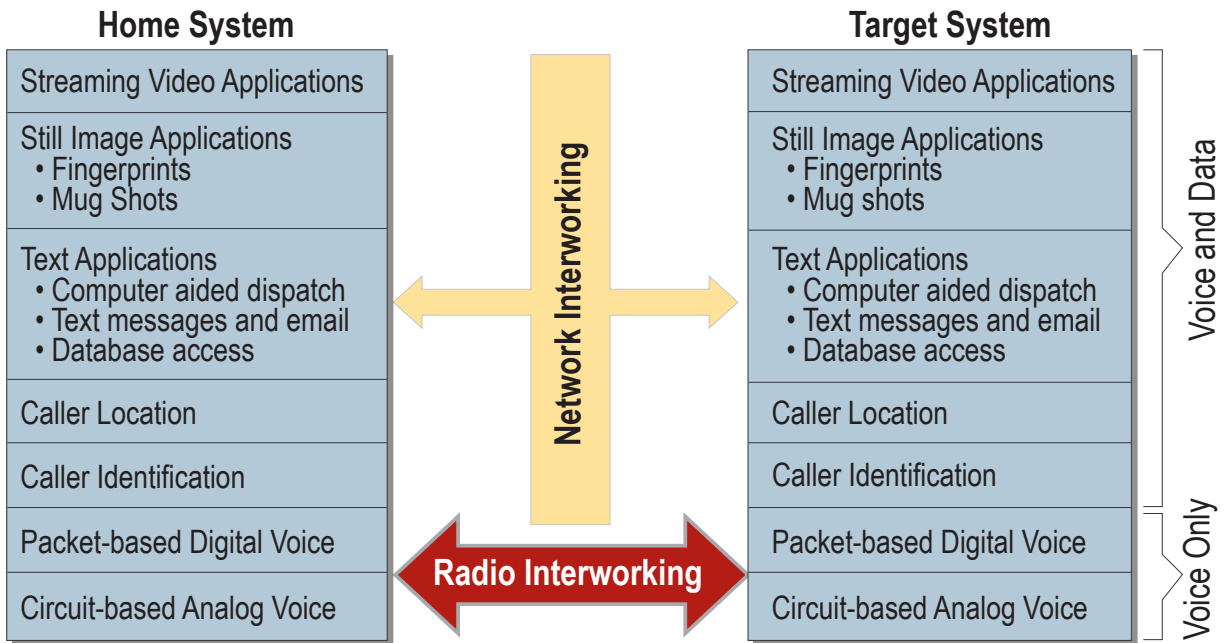 Home System
Streaming Video Applications
Still Image Applications
• Fingerprints
• Mug Shots
Text Applications
• Computer aided dispatch
• Text messages and email
• Database access
Caller Location
Caller Identification
Packet-based Digital Voice
Circuit-based Analog Voice
Network Interworking
Radio Interworking
Target System
Streaming Video Applications
Still Image Applications
• Fingerprints
• Mug shots
Text Applications
• Computer aided dispatch
• Text messages and email
• Database access
Caller Location
Caller Identification
Packet-based Digital Voice
Circuit-based Analog Voice
Voice and Data
Voice Only